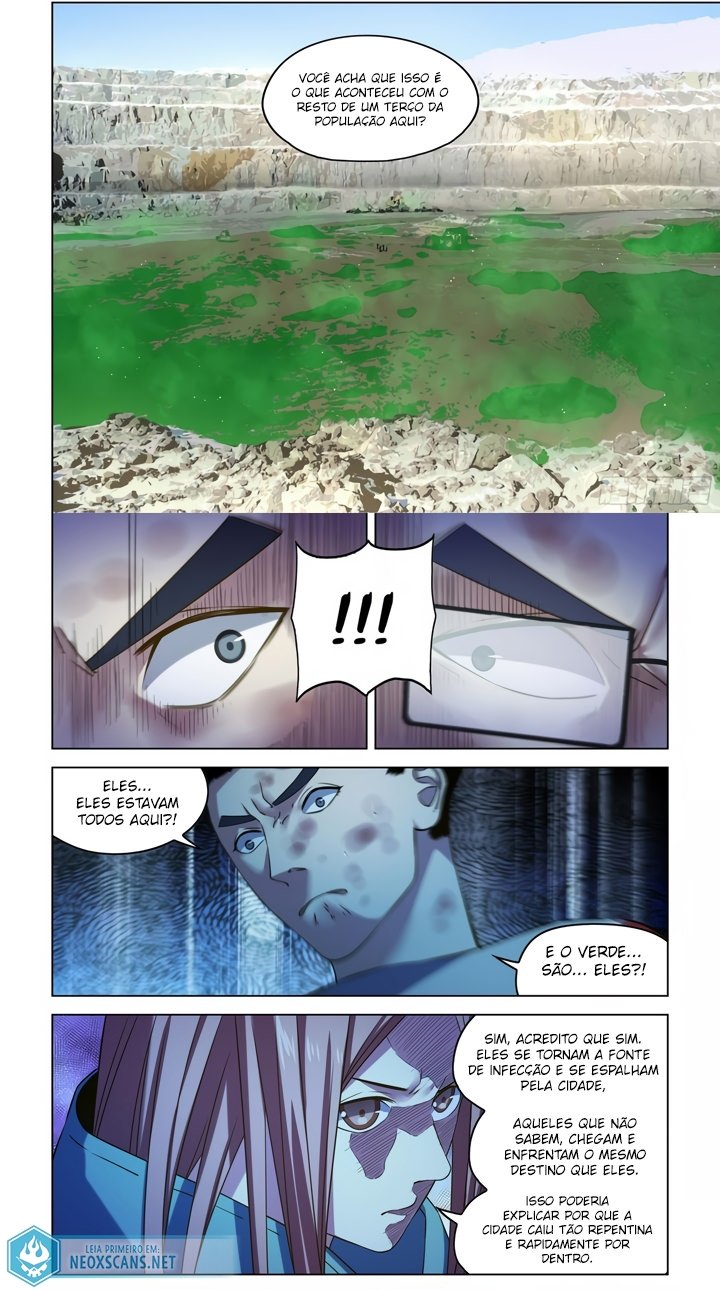 VOCÊ ACHA QUE ISSO É
O QUE ACONTECEU COM O
RESTO DE UM TERÇO DA
POPULAÇÃO AQUI?
!!!
ELES...
ELES ESTAVAM
TODOS AQUI?!
E O VERDE...
SÃO... ELES?!
SIM, ACREDITO QUE SIM.
ELES SE TORNAM A FONTE
DE INFECÇÃO E SE ESPALHAM
PELA CIDADE,
AQUELES QUE NÃO
SABEM, CHEGAM E
ENFRENTAM O MESMO
DESTINO QUE ELES.
ISSO PODERIA
EXPLICAR POR QUE A
CIDADE CAIU TÃO REPENTINA
E RAPIDAMENTE POR
DENTRO.
LEIA PRIMEIRO EM:
NEOXSCANS.NET